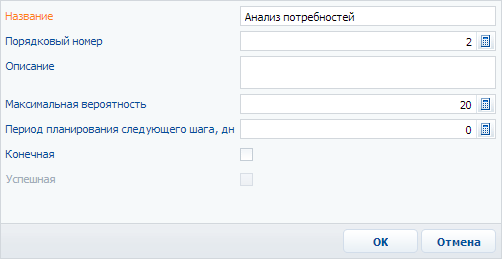 Название Анализ потребностей
Порядковый номер 2
Описание
Максимальная вероятность 20
Период планирования следующего шага, дн 0
Конечная
Успешная
ОК Отмена